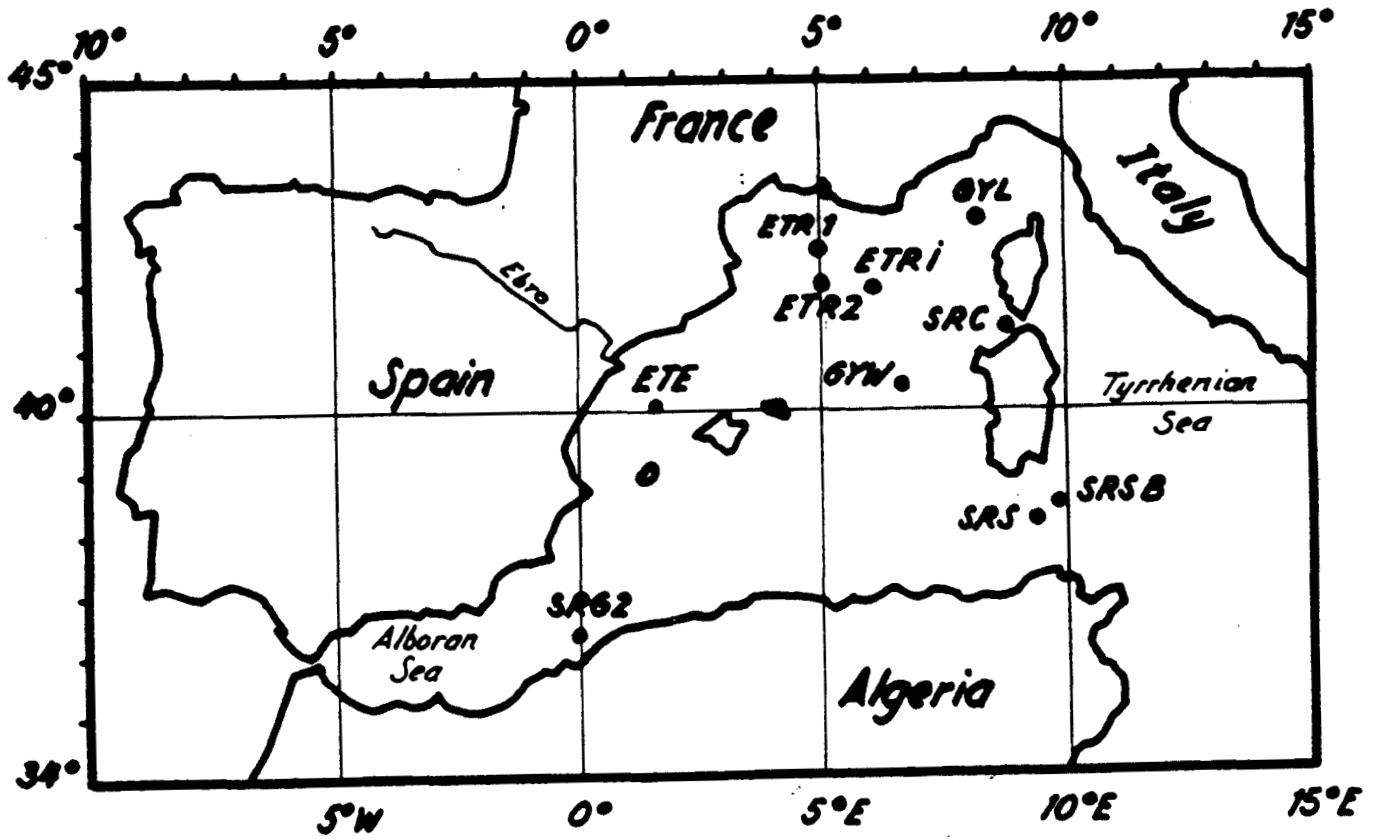 10° 5° 0° 5° 10° 15°
45°
France
Italy
GYL
ETR1
ETRi
Ebro
ETR2
SRC
Spain
ETE
GYW
Tyrrhenian
Sea
40°
SRSB
SRS
SRG2
Alboran
Sea
Algeria
34°
5°W 0° 5°E 10°E 15°E